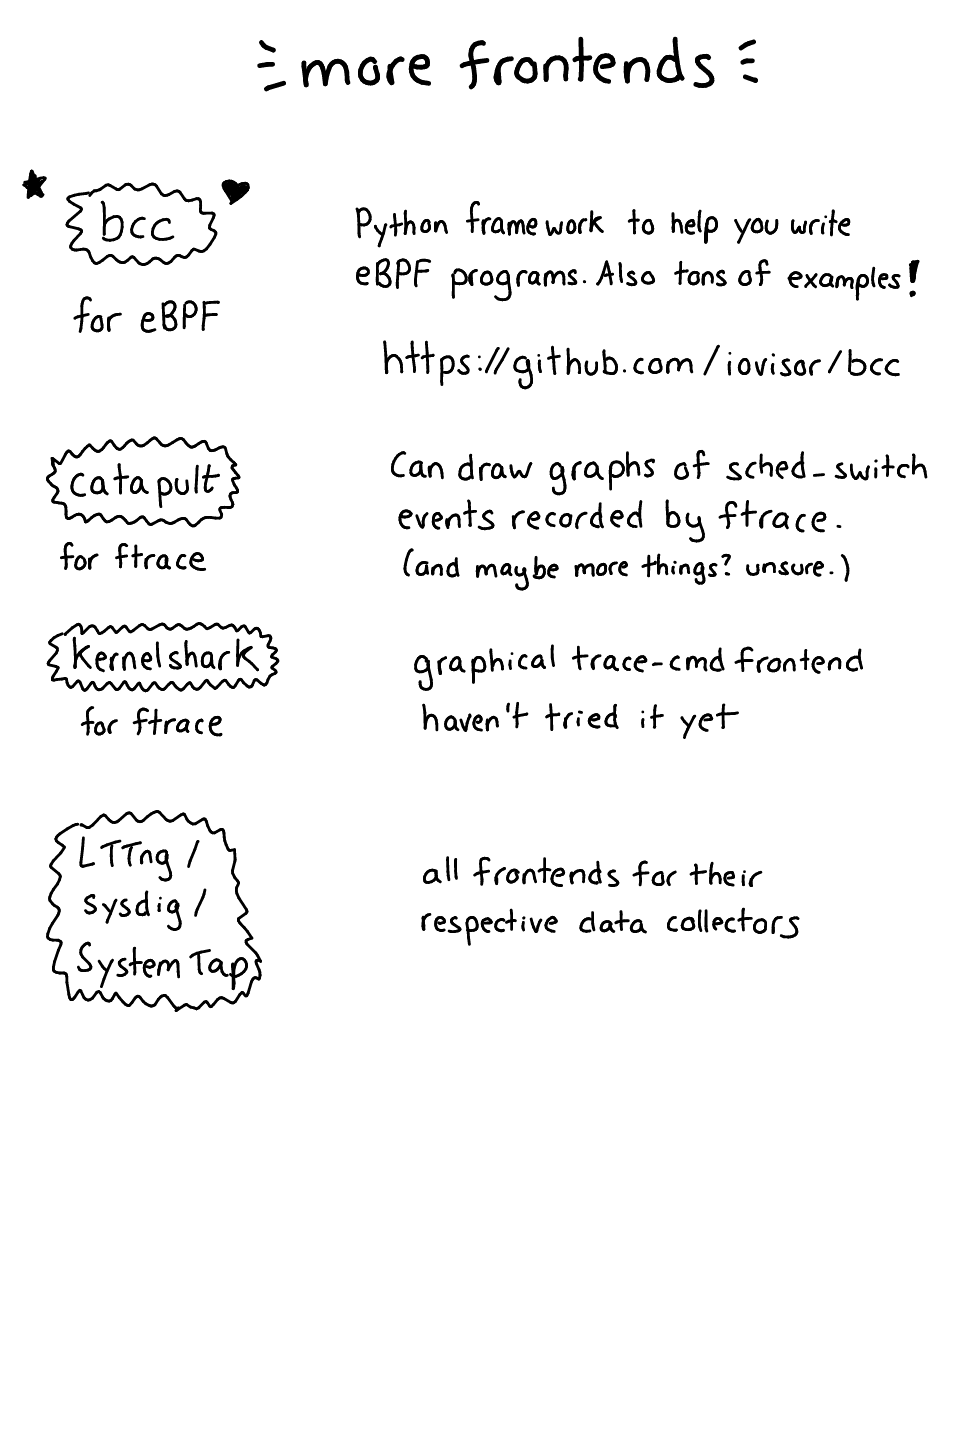 more frontends
bcc
for eBPF
Python framework to help you write
eBPF programs. Also tons of examples!
https://github.com/iovisor/bcc
catapult
for ftrace
Can draw graphs of sched_switch
events recorded by ftrace.
(and maybe more things? unsure.)
kernelshark
for ftrace
graphical trace-cmd frontend
haven't tried it yet
LTTng /
sysdig /
SystemTap
all frontends for their
respective data collectors